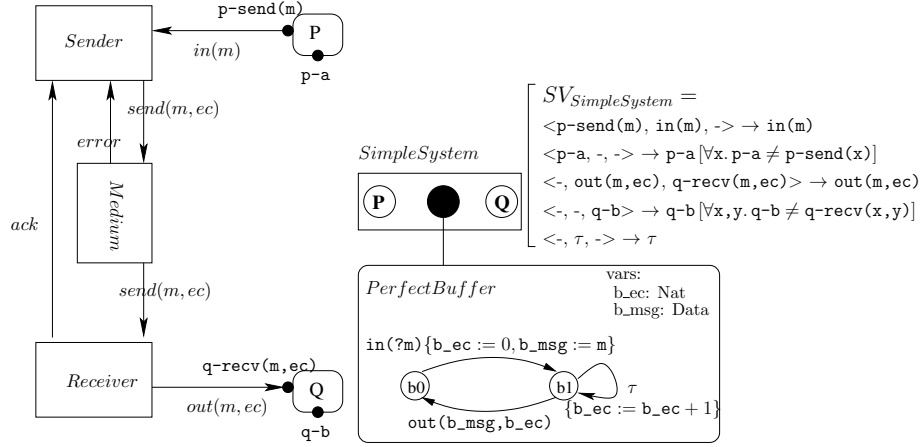 p-send(m)
Sender
P
in(m)
p-a
send(m, ec)
error
Medium
ack
send(m, ec)
Receiver
q-recv(m,ec)
Q
out(m, ec)
q-b
SimpleSystem
P
Q
SV_SimpleSystem =
<p-send(m), in(m), -> → in(m)
<p-a, -, -> → p-a [∀x. p-a ≠ p-send(x)]
<-, out(m,ec), q-recv(m,ec)> → out(m,ec)
<-, -, q-b> → q-b [∀x,y. q-b ≠ q-recv(x,y)]
<-, τ, -> → τ
PerfectBuffer
vars:
b_ec: Nat
b_msg: Data
in(?m){b_ec := 0, b_msg := m}
b0
b1
τ
{b_ec := b_ec + 1}
out(b_msg,b_ec)